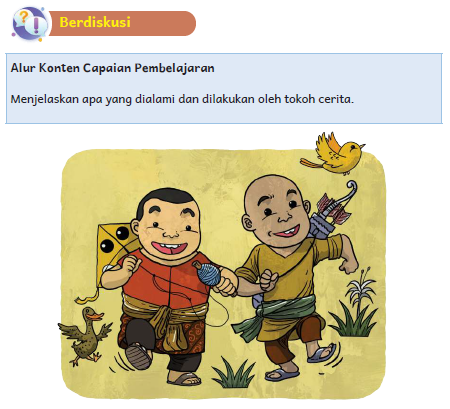 Berdiskusi
Alur Konten Capaian Pembelajaran
Menjelaskan apa yang dialami dan dilakukan oleh tokoh cerita.